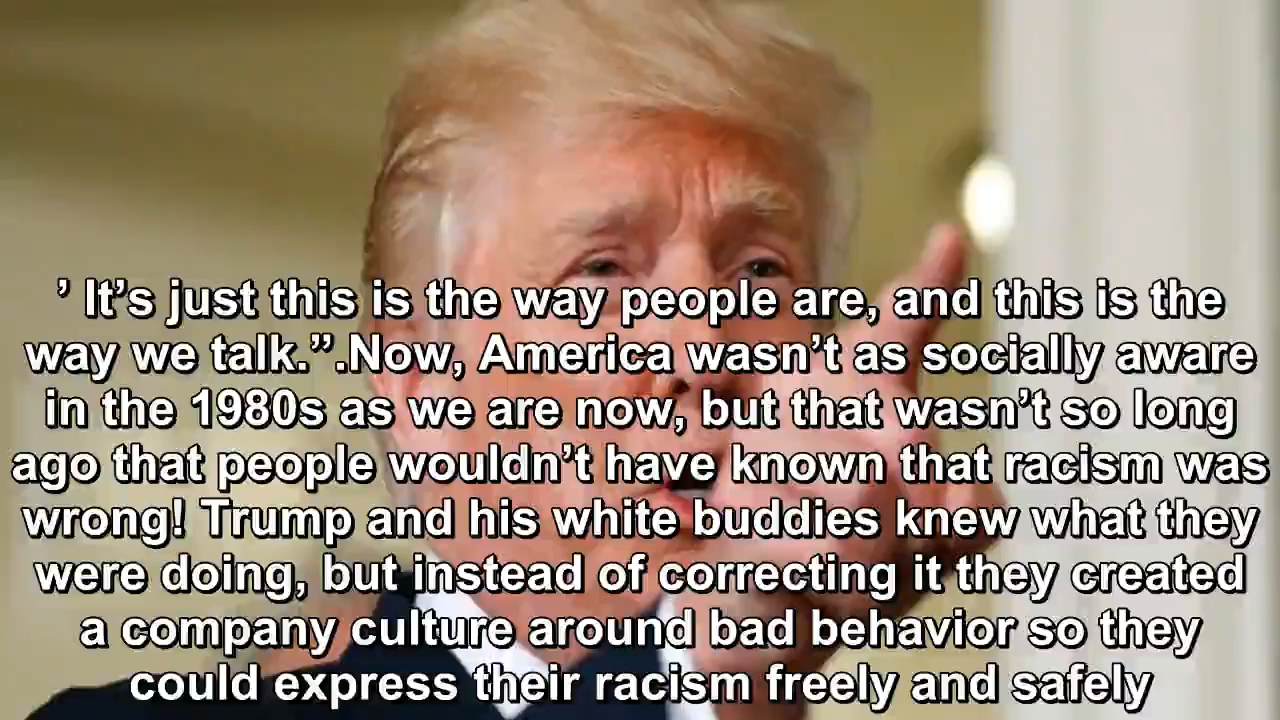 ’ It’s just this is the way people are, and this is the
way we talk.”.Now, America wasn’t as socially aware
in the 1980s as we are now, but that wasn’t so long
ago that people wouldn’t have known that racism was
wrong! Trump and his white buddies knew what they
were doing, but instead of correcting it they created
a company culture around bad behavior so they
could express their racism freely and safely